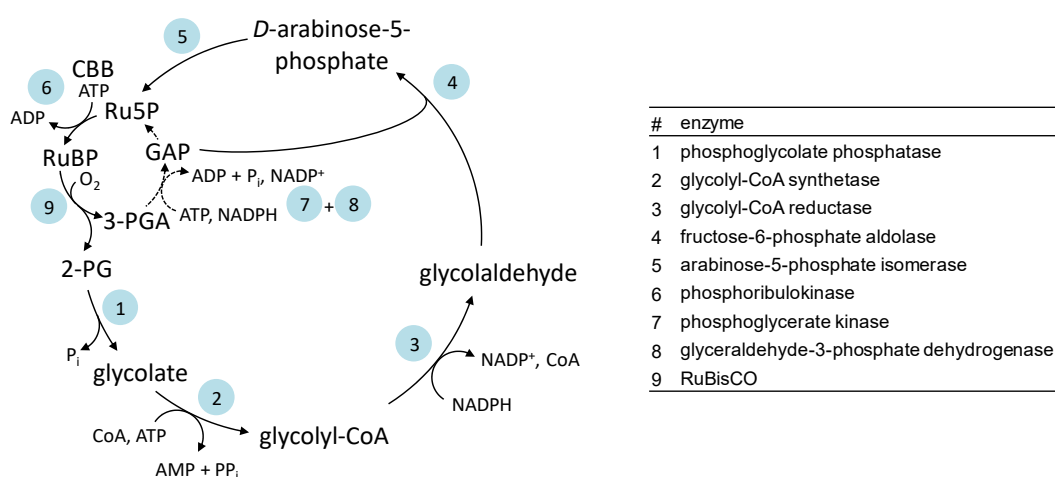 D-arabinose-5-
phosphate
5
4
CBB
6
ATP
ADP
Ru5P
RuBP
GAP
O₂
ADP + Pᵢ, NADP⁺
9
3-PGA
ATP, NADPH
7 + 8
2-PG
glycolaldehyde
1
Pᵢ
3
NADP⁺, CoA
glycolate
2
NADPH
CoA, ATP
glycolyl-CoA
AMP + PPᵢ
# enzyme
1 phosphoglycolate phosphatase
2 glycolyl-CoA synthetase
3 glycolyl-CoA reductase
4 fructose-6-phosphate aldolase
5 arabinose-5-phosphate isomerase
6 phosphoribulokinase
7 phosphoglycerate kinase
8 glyceraldehyde-3-phosphate dehydrogenase
9 RuBisCO